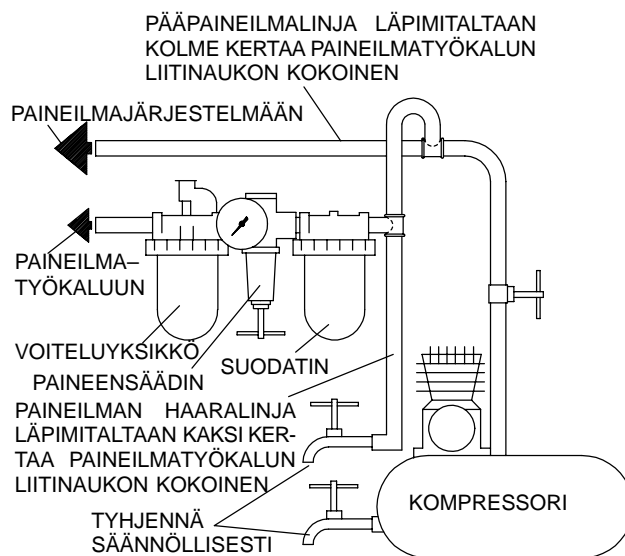 PÄÄPAINEILMALINJA LÄPIMITALTAAN
KOLME KERTAA PAINEILMATYÖKALUN
LIITINAUKON KOKOINEN
PAINEILMAJÄRJESTELMÄÄN
PAINEILMA–
TYÖKALUUN
VOITELUYKSIKKÖ
SUODATIN
PAINEENSÄÄDIN
PAINEILMAN HAARALINJA
LÄPIMITALTAAN KAKSI KER-
TAA PAINEILMATYÖKALUN
LIITINAUKON KOKOINEN
KOMPRESSORI
TYHJENNÄ
SÄÄNNÖLLISESTI